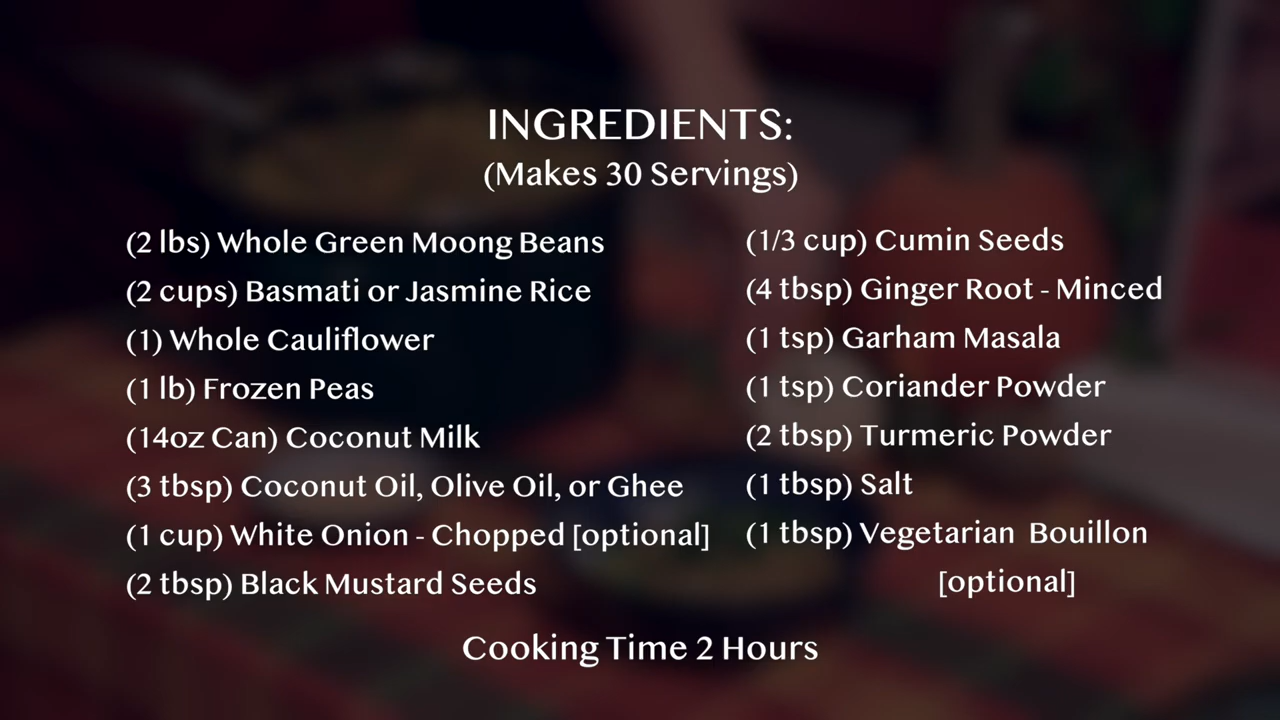 INGREDIENTS:
(Makes 30 Servings)
(2 lbs) Whole Green Moong Beans
(2 cups) Basmati or Jasmine Rice
(1) Whole Cauliflower
(1 lb) Frozen Peas
(14oz Can) Coconut Milk
(3 tbsp) Coconut Oil, Olive Oil, or Ghee
(1 cup) White Onion - Chopped [optional]
(2 tbsp) Black Mustard Seeds
(1/3 cup) Cumin Seeds
(4 tbsp) Ginger Root - Minced
(1 tsp) Garham Masala
(1 tsp) Coriander Powder
(2 tbsp) Turmeric Powder
(1 tbsp) Salt
(1 tbsp) Vegetarian Bouillon
[optional]
Cooking Time 2 Hours